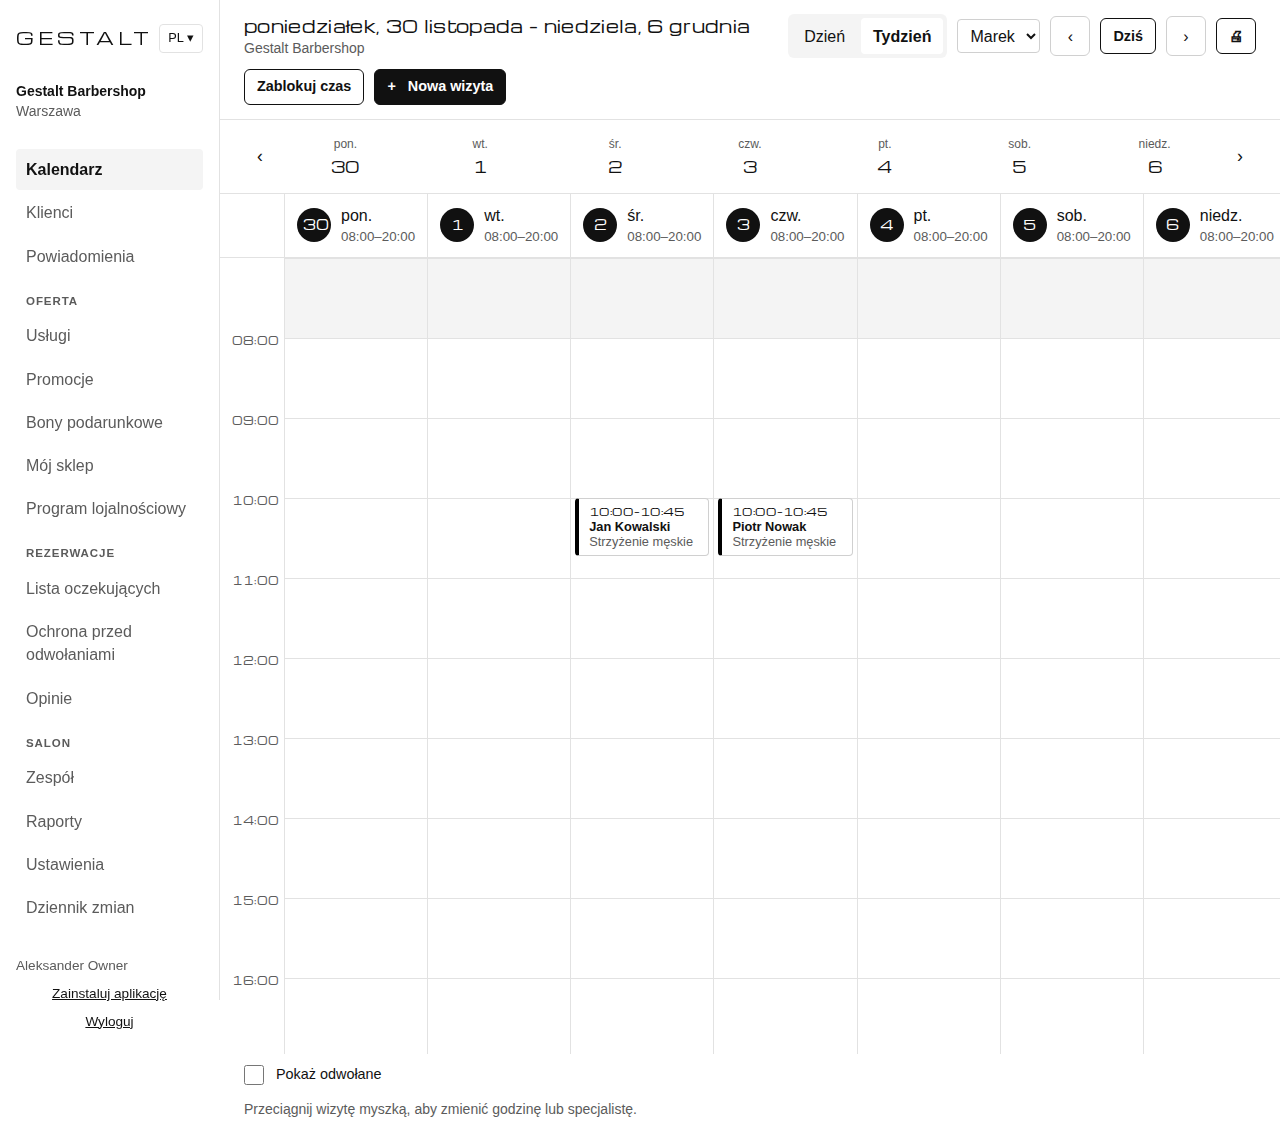 GESTALT
PL ▾
Gestalt Barbershop
Warszawa
Kalendarz
Klienci
Powiadomienia
OFERTA
Usługi
Promocje
Bony podarunkowe
Mój sklep
Program lojalnościowy
REZERWACJE
Lista oczekujących
Ochrona przed
odwołaniami
Opinie
SALON
Zespół
Raporty
Ustawienia
Dziennik zmian
Aleksander Owner
Zainstaluj aplikację
Wyloguj
poniedziałek, 30 listopada - niedziela, 6 grudnia
Gestalt Barbershop
Dzień Tydzień Marek ‹ Dziś ›
Zablokuj czas + Nowa wizyta
‹ pon. wt. śr. czw. pt. sob. niedz. ›
30 1 2 3 4 5 6
30 pon. 1 wt. 2 śr. 3 czw. 4 pt. 5 sob. 6 niedz.
08:00–20:00 08:00–20:00 08:00–20:00 08:00–20:00 08:00–20:00 08:00–20:00 08:00–20:00
08:00
09:00
10:00
10:00-10:45 10:00-10:45
Jan Kowalski Piotr Nowak
Strzyżenie męskie Strzyżenie męskie
11:00
12:00
13:00
14:00
15:00
16:00
Pokaż odwołane
Przeciągnij wizytę myszką, aby zmienić godzinę lub specjalistę.